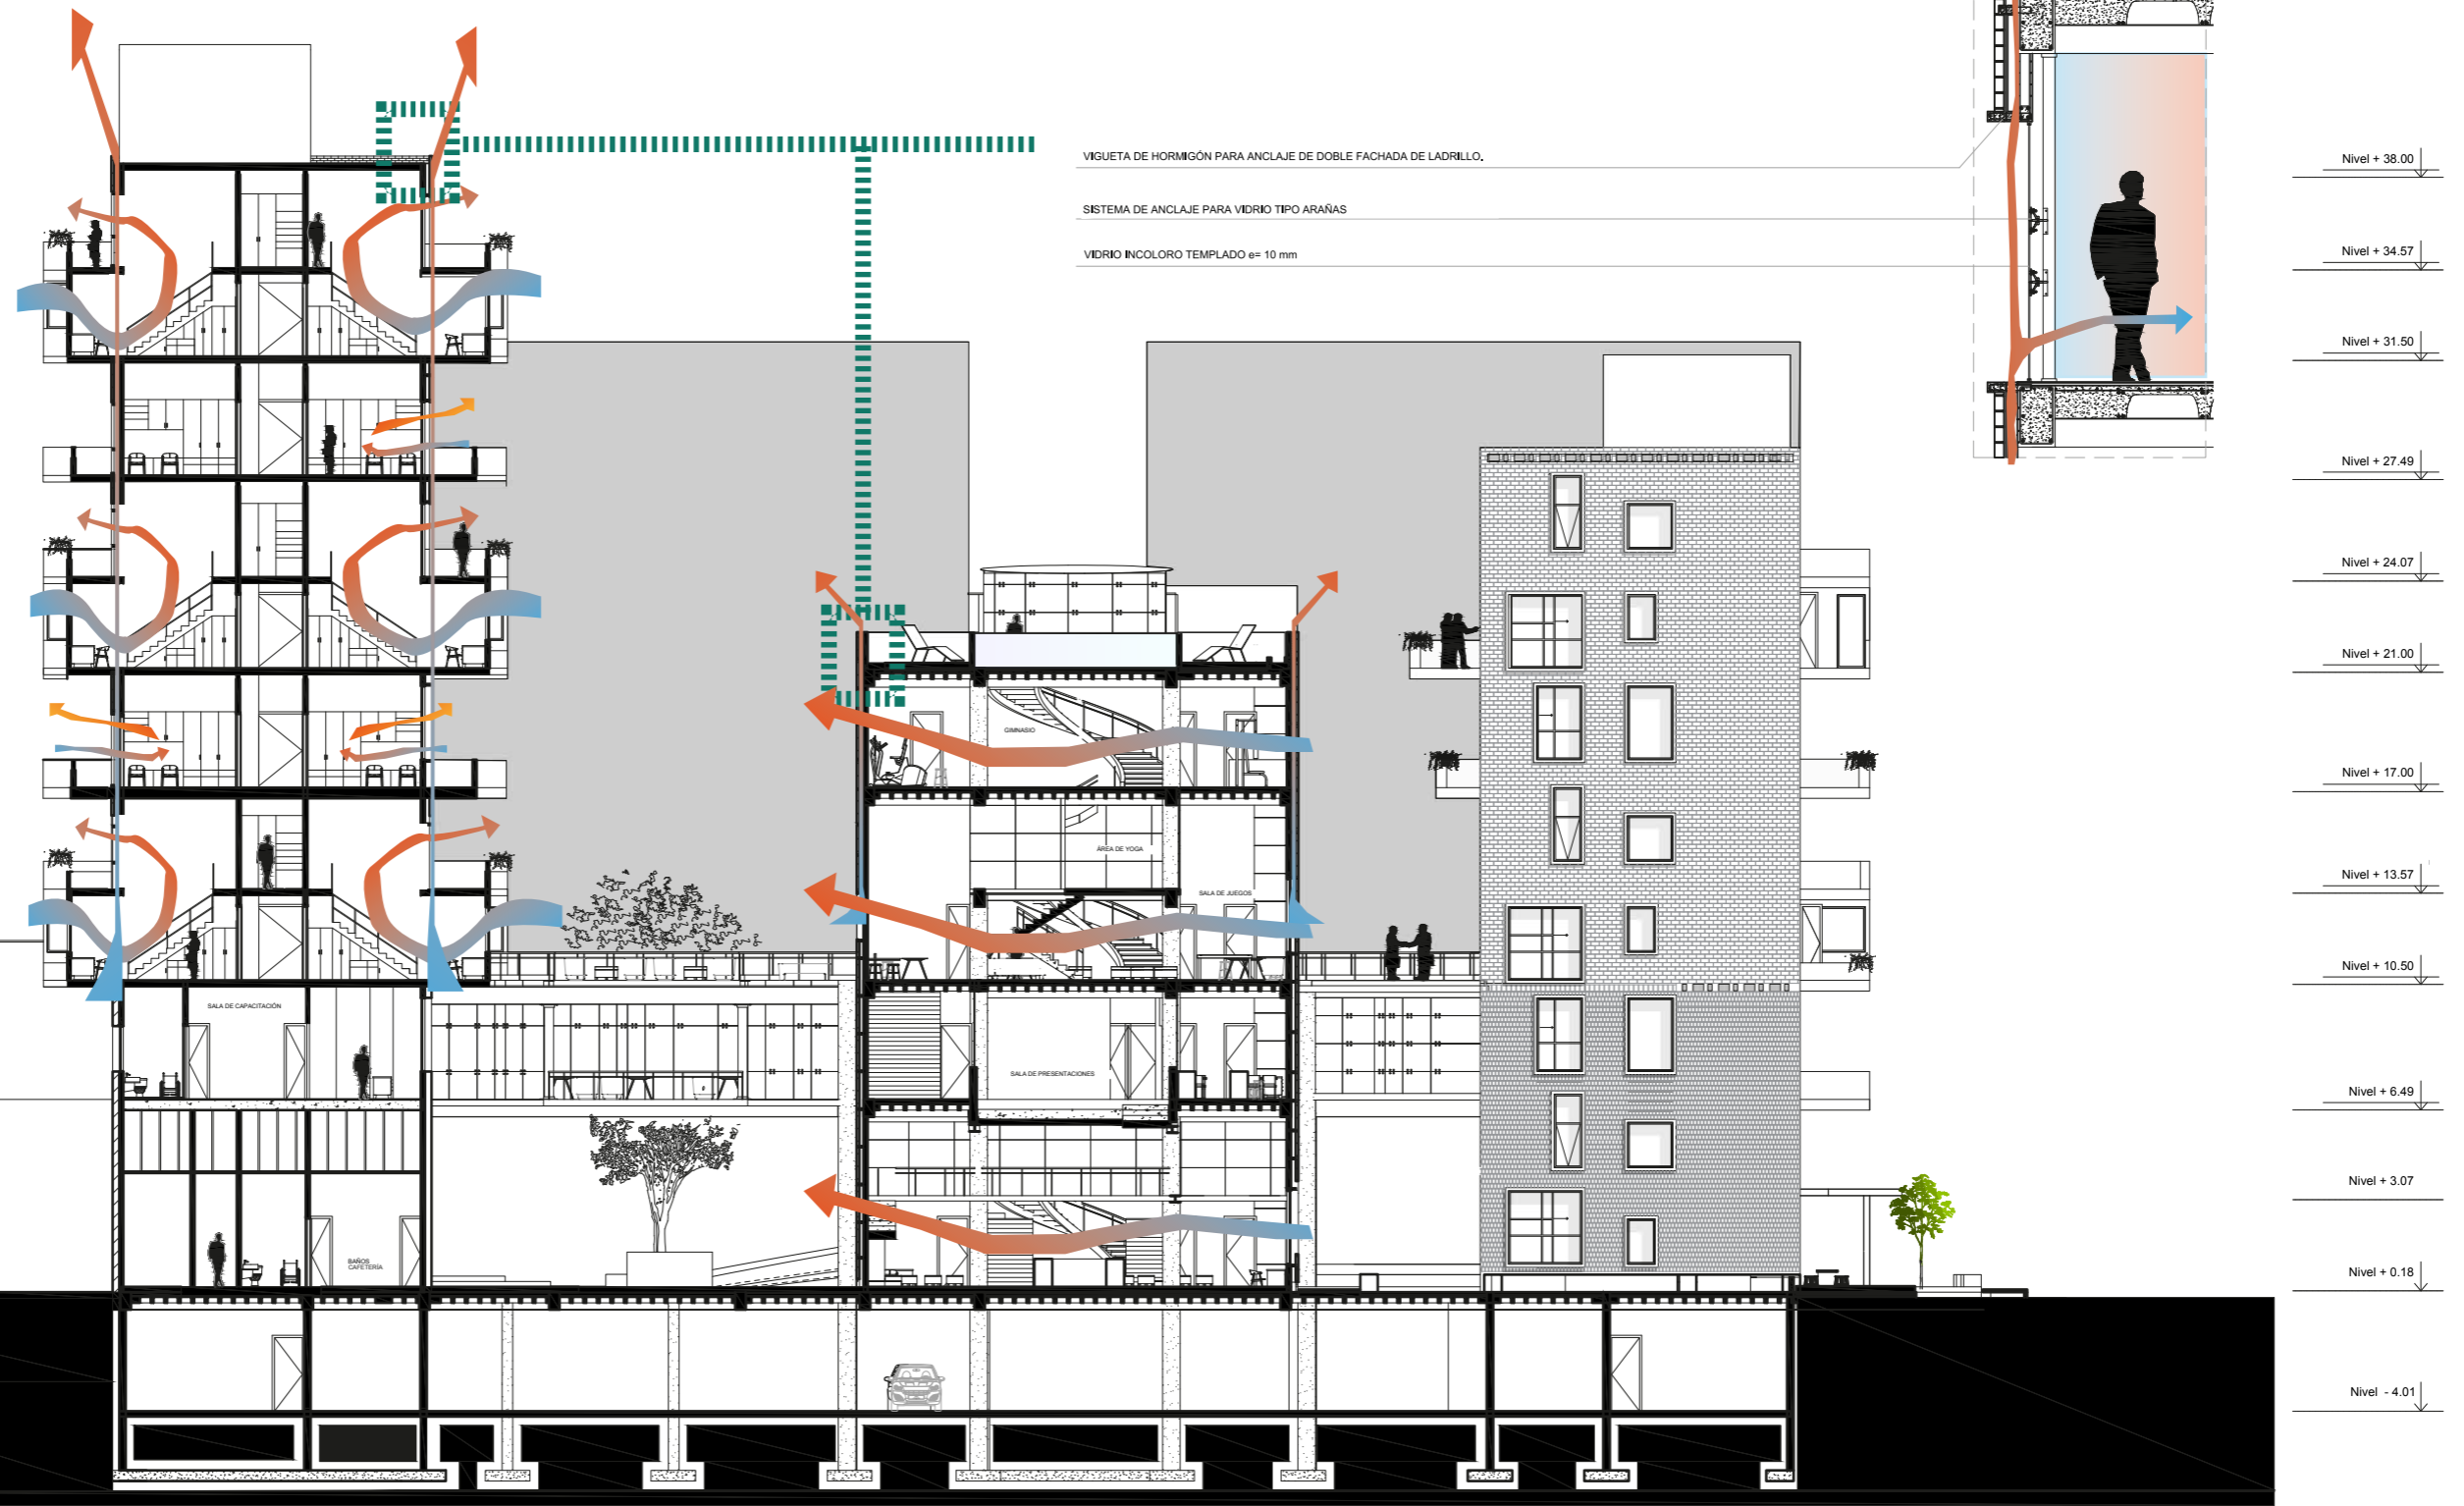 VIGUETA DE HORMIGÓN PARA ANCLAJE DE DOBLE FACHADA DE LADRILLO.
SISTEMA DE ANCLAJE PARA VIDRIO TIPO ARAÑAS
VIDRIO INCOLORO TEMPLADO e= 10 mm
Nivel + 38.00
Nivel + 34.57
Nivel + 31.50
Nivel + 27.49
Nivel + 24.07
Nivel + 21.00
GIMNASIO
Nivel + 17.00
ÁREA DE YOGA
Nivel + 13.57
SALA DE JUEGOS
Nivel + 10.50
SALA DE CAPACITACIÓN
SALA DE PRESENTACIONES
Nivel + 6.49
Nivel + 3.07
BAÑOS
CAFETERÍA
Nivel + 0.18
Nivel - 4.01